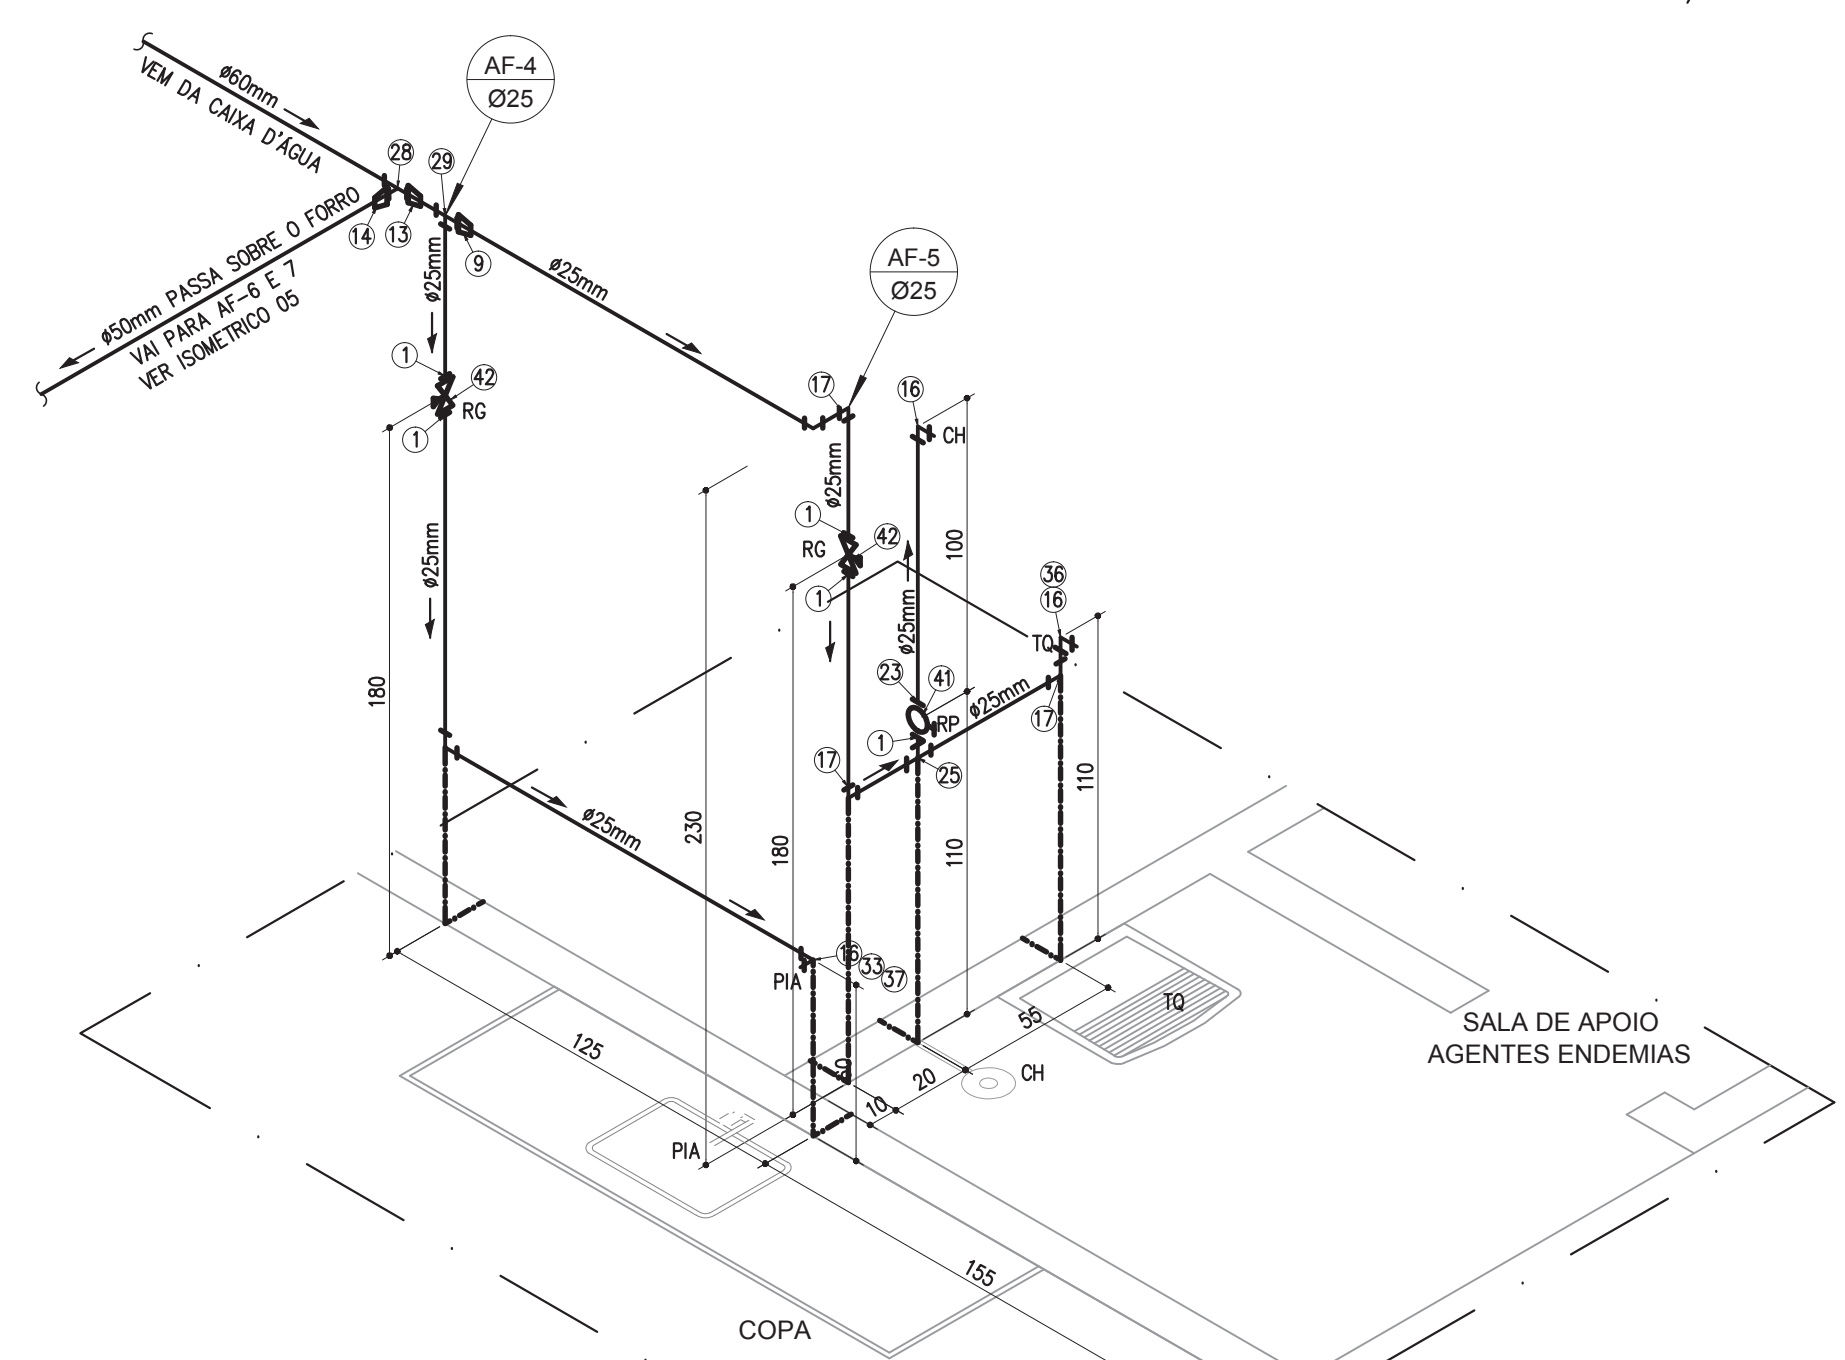 ø60mm
VEM DA CAIXA D'ÁGUA
AF-4
Ø25
28
29
14
13
9
ø50mm PASSA SOBRE O FORRO
VAI PARA AF-6 E 7
VER ISOMETRICO 05
ø25mm
ø25mm
AF-5
Ø25
1
42
RG
1
17
16
CH
ø25mm
1
RG
42
1
100
ø25mm
ø25mm
36
16
TQ
180
23
41
RP
ø25mm
17
1
17
25
110
ø25mm
230
180
110
16
33
37
PIA
60
125
55
20
10
TQ
CH
PIA
SALA DE APOIO
AGENTES ENDEMIAS
155
COPA